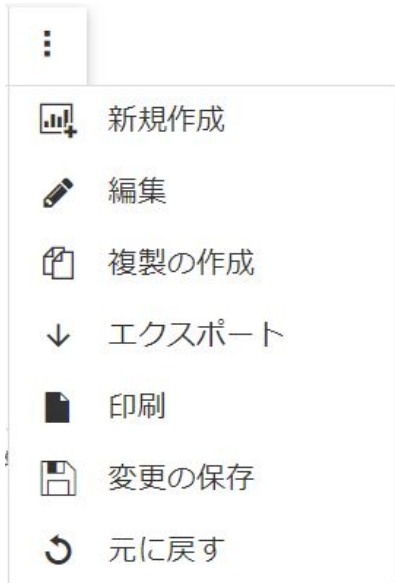 新規作成
編集
複製の作成
エクスポート
印刷
変更の保存
元に戻す